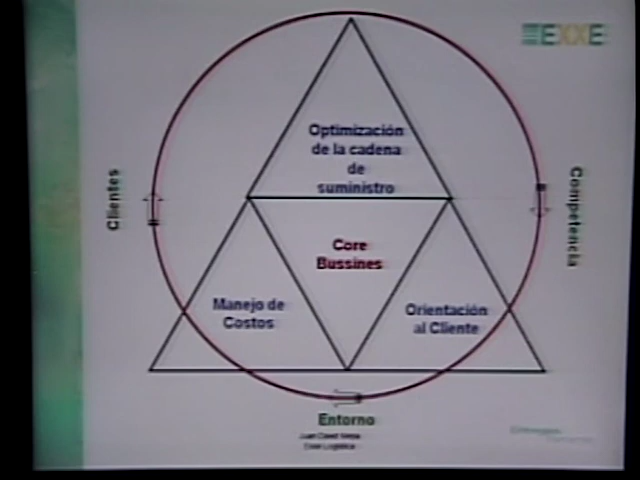 EXXE
Optimización
de la cadena
de
suministro
Clientes
Competencia
Core
Bussines
Manejo de
Costos
Orientación
al Cliente
Entorno